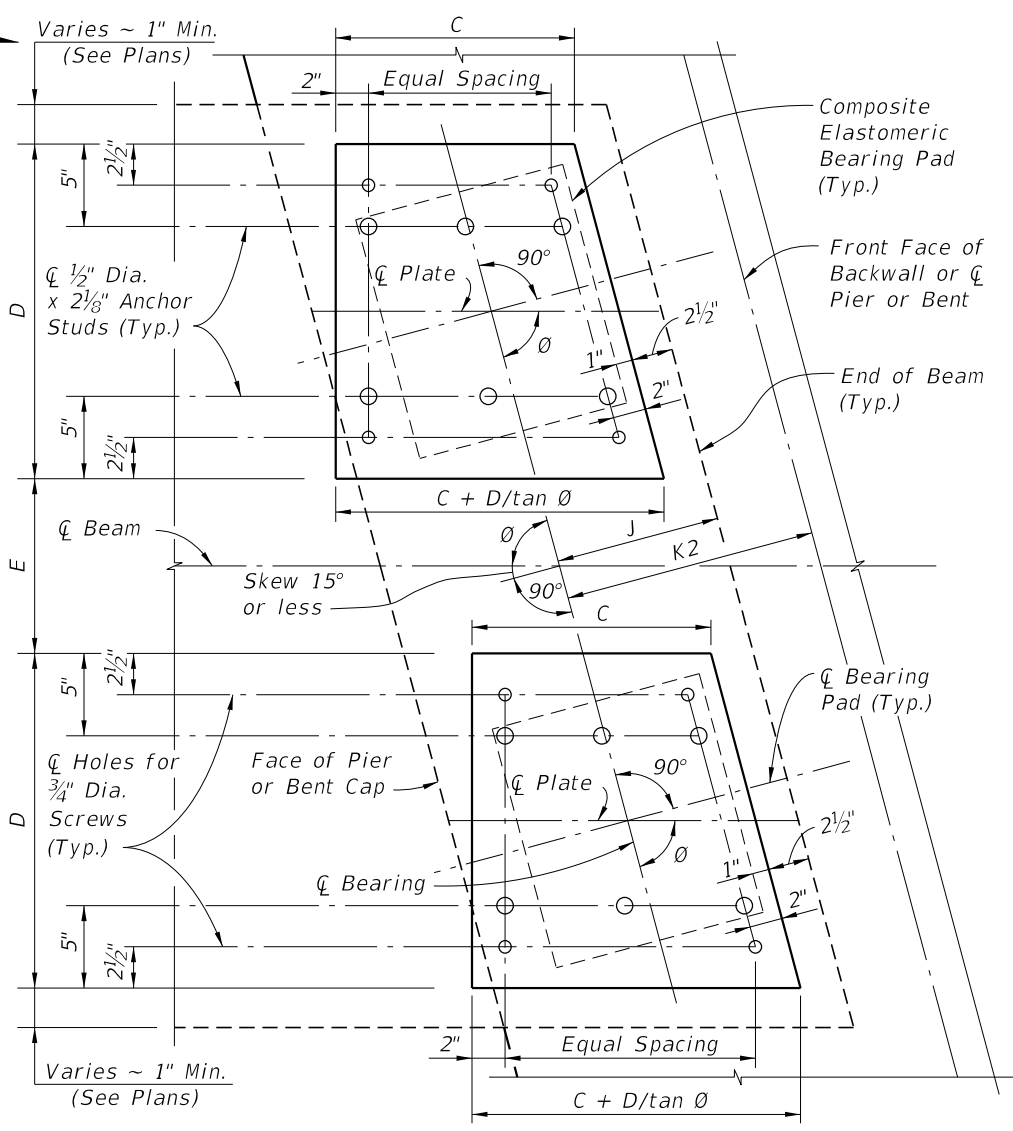 Varies ~ 1" Min.
(See Plans)
C
2"
Equal Spacing
Composite
Elastomeric
Bearing Pad
(Typ.)
2½"
5"
90°
℄ Plate
Front Face of
Backwall or ℄
Pier or Bent
℄ ½" Dia.
x 2⅛" Anchor
Studs (Typ.)
D
Ø
2½"
1"
2"
End of Beam
(Typ.)
5"
2½"
C + D/tan Ø
℄ Beam
Ø
J
K2
E
Skew 15°
or less
90°
C
2½"
5"
℄ Bearing
Pad (Typ.)
℄ Holes for
¾" Dia.
Screws
(Typ.)
Face of Pier
or Bent Cap
90°
℄ Plate
D
2½"
Ø
1"
℄ Bearing
2"
5"
2½"
2"
Equal Spacing
Varies ~ 1" Min.
(See Plans)
C + D/tan Ø